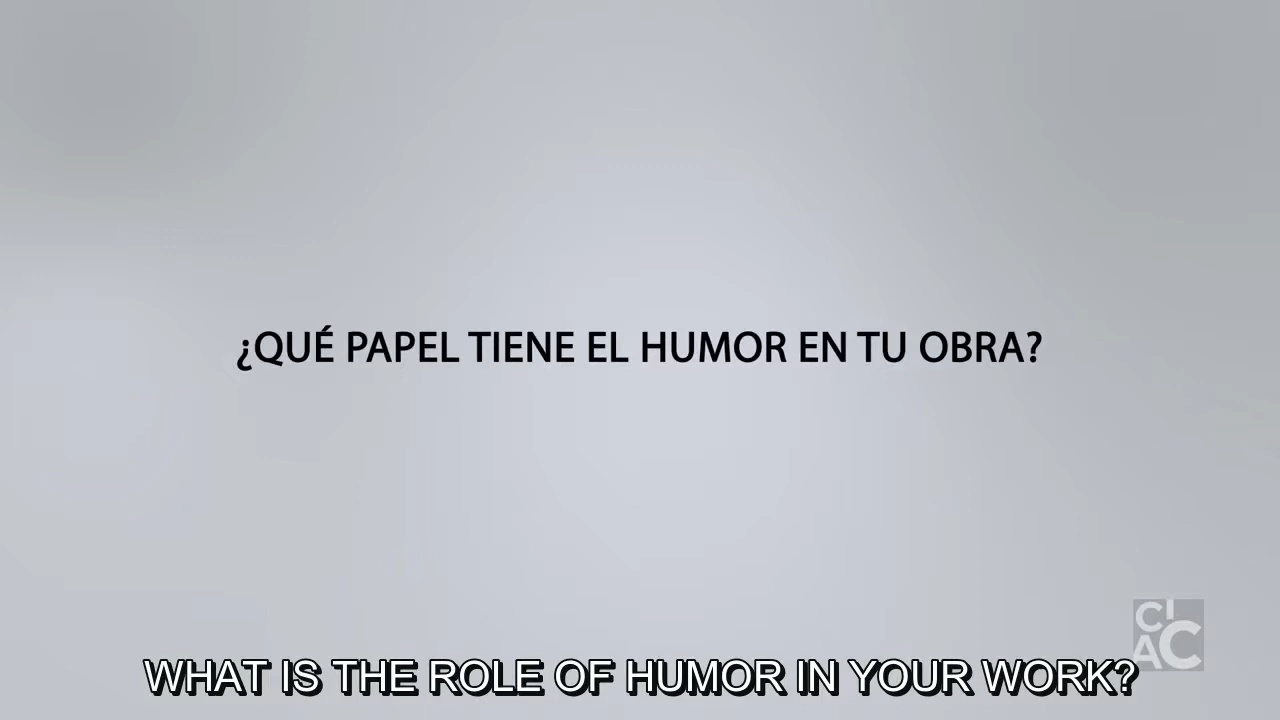 ¿QUÉ PAPEL TIENE EL HUMOR EN TU OBRA?
CI
AC
WHAT IS THE ROLE OF HUMOR IN YOUR WORK?